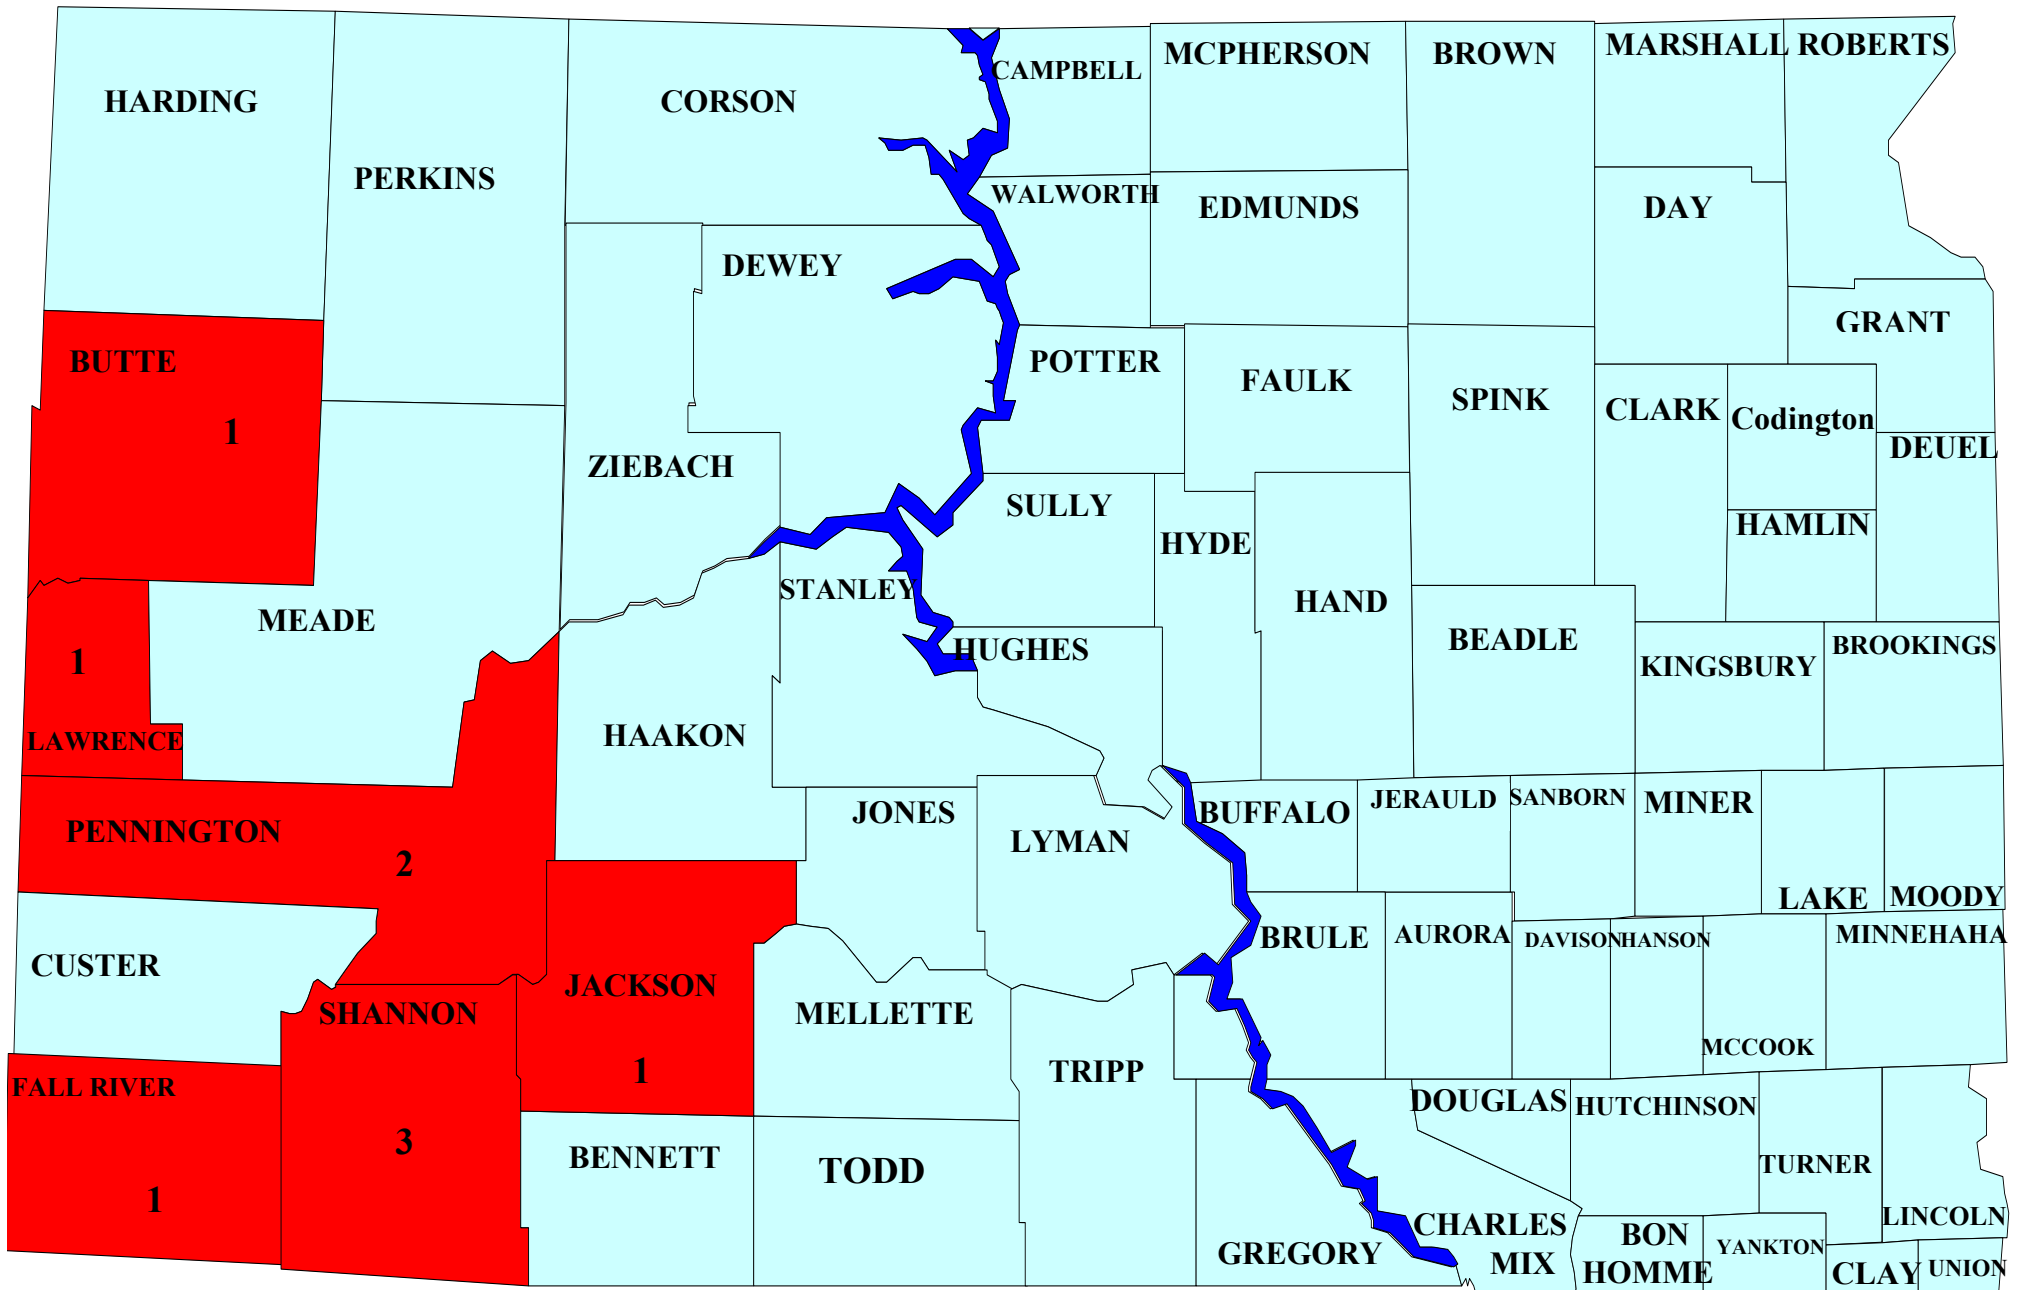 MARSHALL ROBERTS
MCPHERSON
BROWN
CAMPBELL
HARDING
CORSON
PERKINS
WALWORTH
EDMUNDS
DAY
DEWEY
GRANT
BUTTE
POTTER
FAULK
SPINK
CLARK
Codington
1
DEUEL
ZIEBACH
SULLY
HAMLIN
HYDE
STANLEY
HAND
MEADE
BEADLE
BROOKINGS
HUGHES
KINGSBURY
1
LAWRENCE
HAAKON
JERAULD
SANBORN
MINER
JONES
BUFFALO
PENNINGTON
LYMAN
2
LAKE
MOODY
BRULE
AURORA
DAVISON
HANSON
MINNEHAHA
CUSTER
JACKSON
SHANNON
MELLETTE
MCCOOK
1
TRIPP
FALL RIVER
DOUGLAS
HUTCHINSON
3
BENNETT
TODD
TURNER
1
LINCOLN
CHARLES
MIX
BON
HOMME
YANKTON
GREGORY
CLAY
UNION